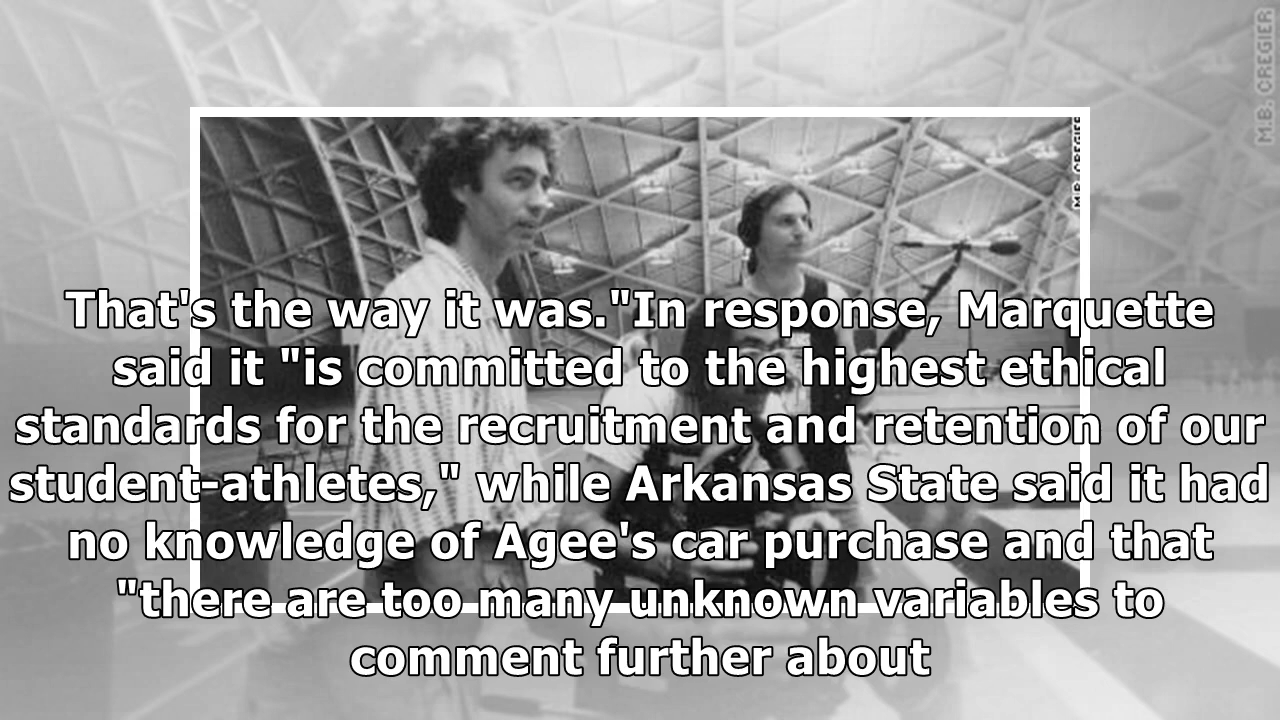 M.B. CREGIER
M.B. CREGIER
That's the way it was."In response, Marquette
said it "is committed to the highest ethical
standards for the recruitment and retention of our
student-athletes," while Arkansas State said it had
no knowledge of Agee's car purchase and that
"there are too many unknown variables to
comment further about